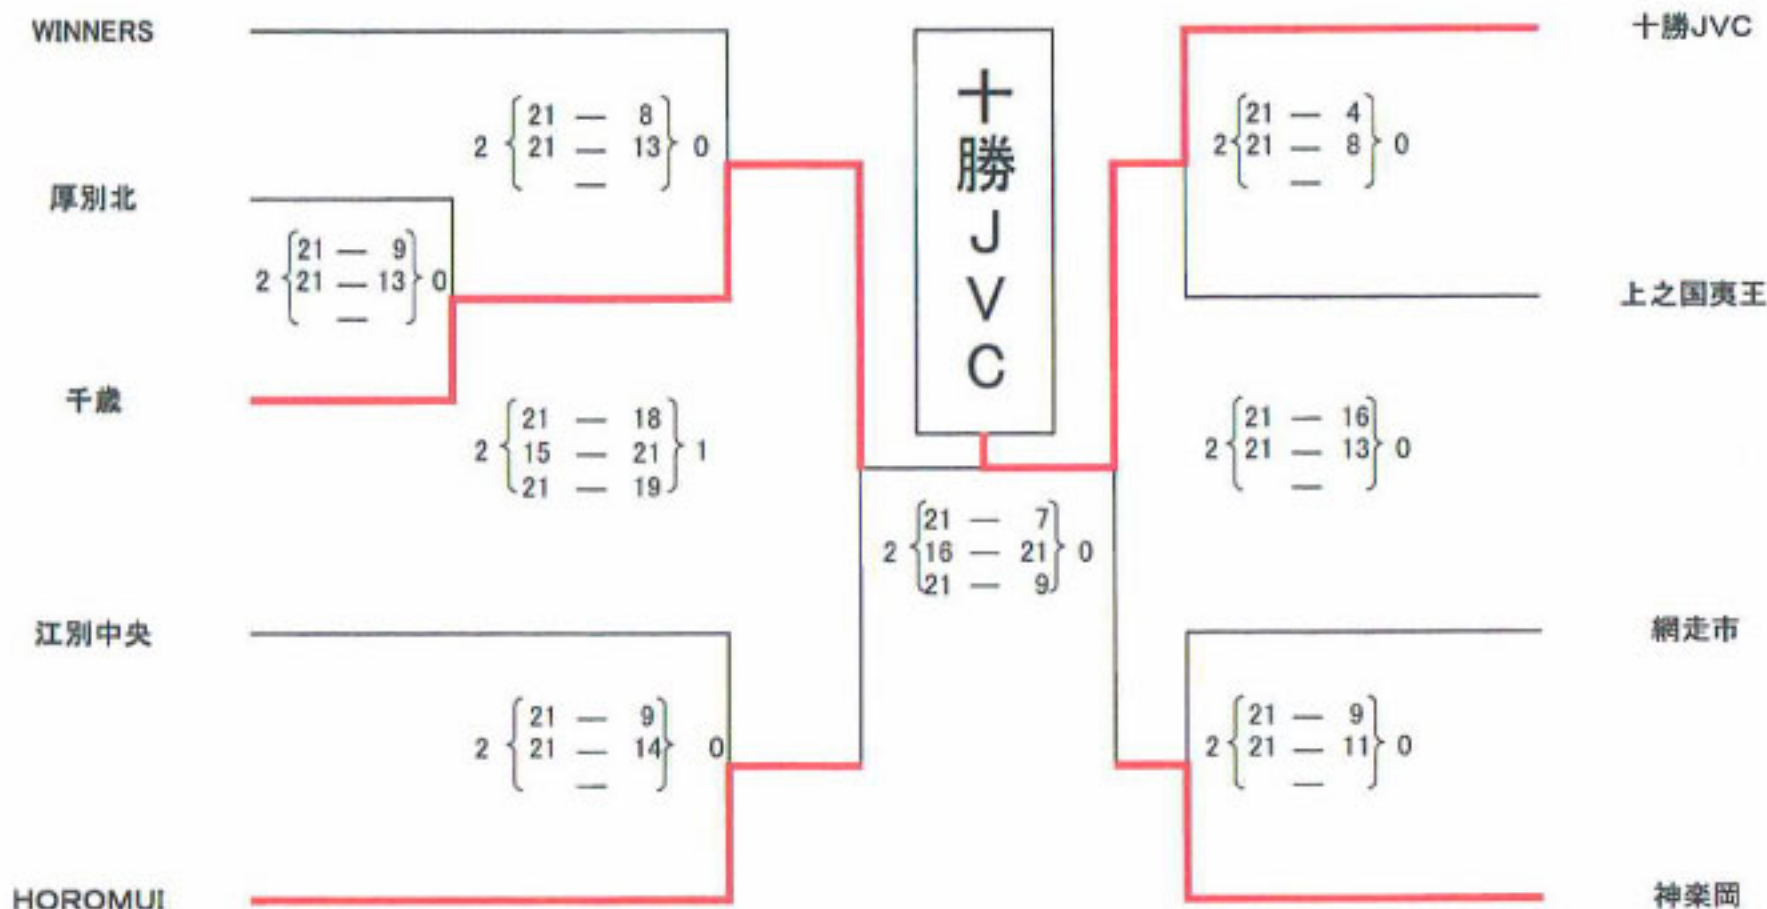 WINNERS
厚別北
千歳
江別中央
HOROMUI
2 21 — 8 0
21 — 13
—
2 21 — 9 0
21 — 13
—
2 21 — 18 1
15 — 21
21 — 19
2 21 — 9 0
21 — 14
—
十勝JVC
2 21 — 7 0
16 — 21
21 — 9
2 21 — 4 0
21 — 8
—
2 21 — 16 0
21 — 13
—
2 21 — 9 0
21 — 11
—
十勝JVC
上之国夷王
網走市
神楽岡